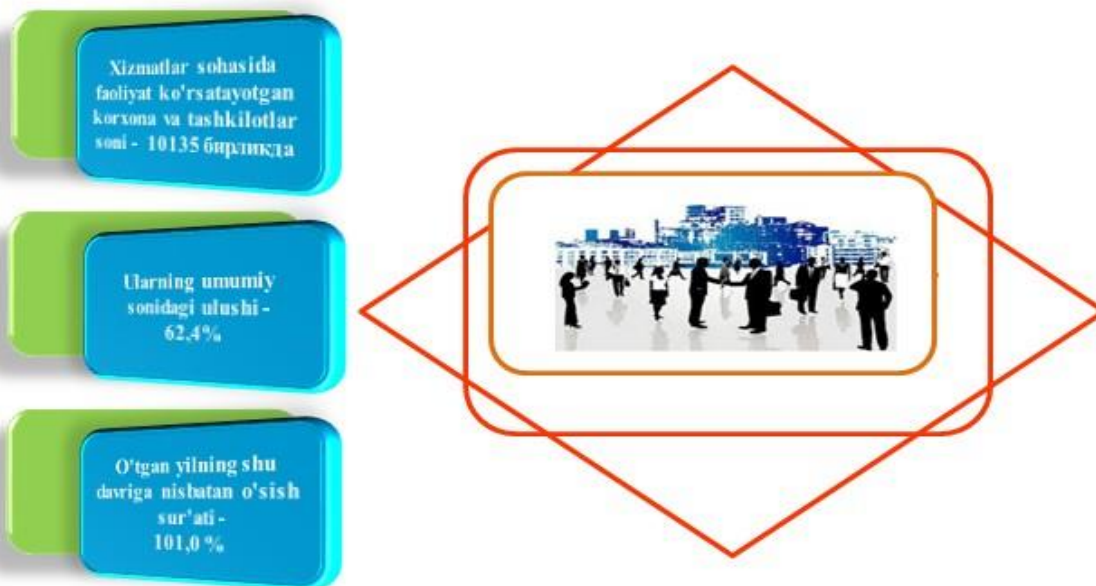 Xizmatlar sohasida
faoliyat ko'rsatayotgan
korxona va tashkilotlar
soni - 10135 бирликда
Ularning umumiy
sonidagi ulushi -
62,4%
O'tgan yilning shu
davriga nisbatan o'sish
sur'ati -
101,0 %